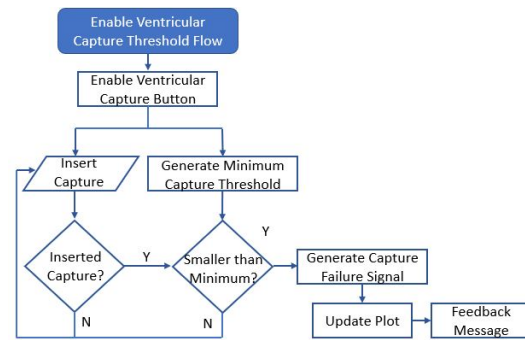 Enable Ventricular
Capture Threshold Flow
Enable Ventricular
Capture Button
Insert
Capture
Generate Minimum
Capture Threshold
Inserted
Capture?
Y
Smaller than
Minimum?
Y
Generate Capture
Failure Signal
N
N
Update Plot
Feedback
Message